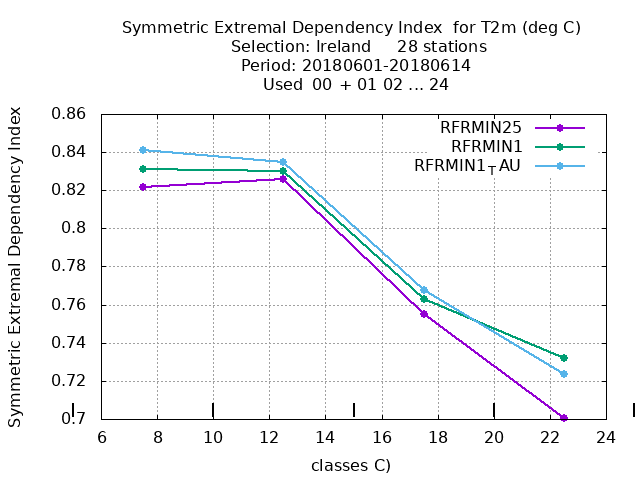 Symmetric Extremal Dependency Index  for T2m (deg C)
Selection: Ireland     28 stations
Period: 20180601-20180614
Used  00  + 01 02 ... 24
Symmetric Extremal Dependency Index
0.86
0.84
0.82
0.8
0.78
0.76
0.74
0.72
0.7
RFRMIN25
RFRMIN1
RFRMIN1TAU
6 8 10 12 14 16 18 20 22 24
classes C)